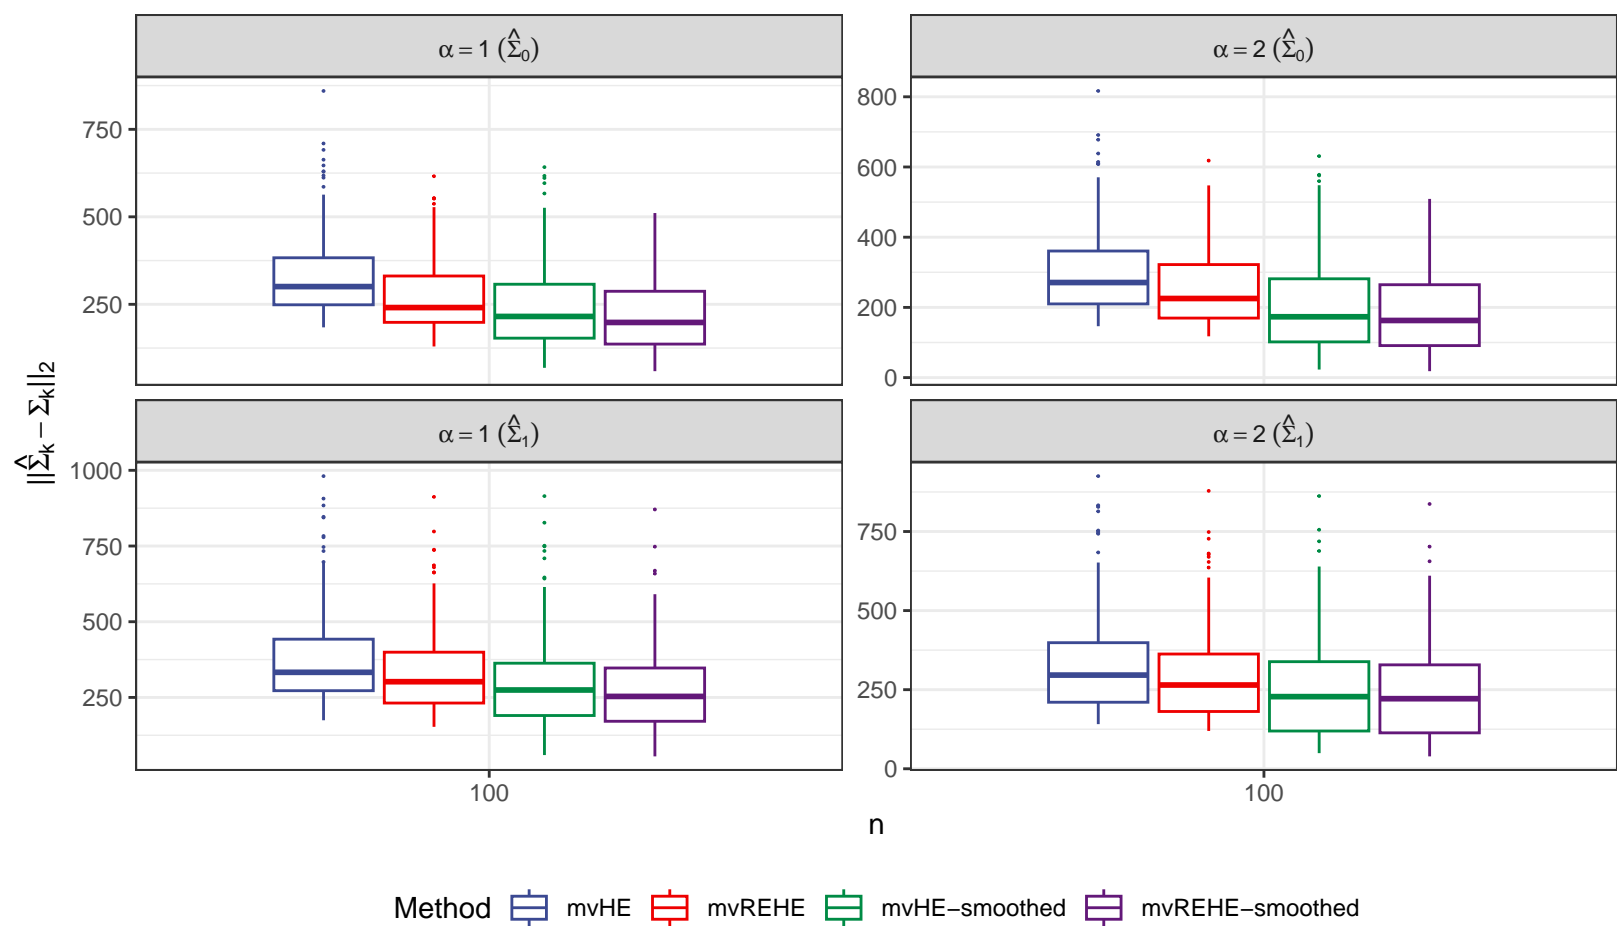 α = 1 (Σ̂₀)
α = 2 (Σ̂₀)
750
500
250
800
600
400
200
0
||Σ̂ₖ − Σₖ||₂
α = 1 (Σ̂₁)
α = 2 (Σ̂₁)
1000
750
500
250
750
500
250
0
100
100
n
Method mvHE mvREHE mvHE−smoothed mvREHE−smoothed